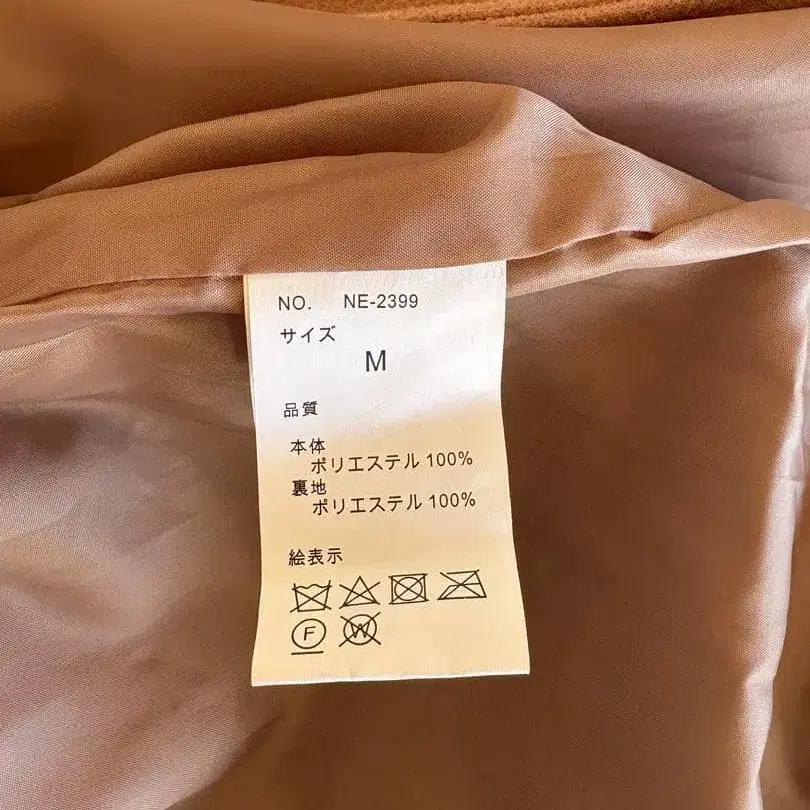 NO. NE-2399
サイズ
M
品質
本体
ポリエステル 100%
裏地
ポリエステル 100%
絵表示
F
W